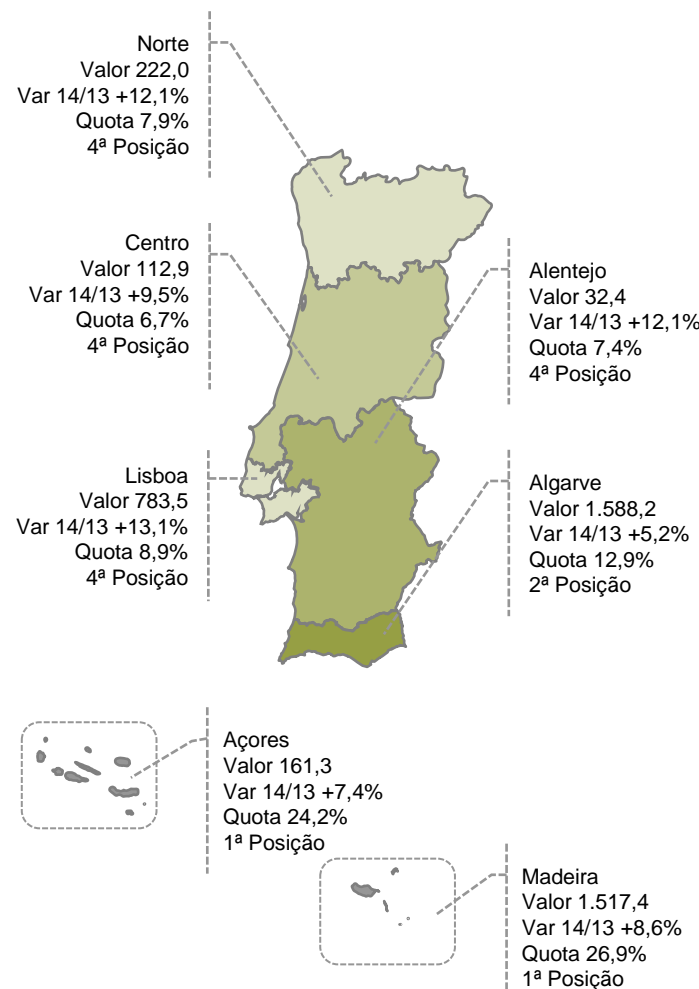 Norte
Valor 222,0
Var 14/13 +12,1%
Quota 7,9%
4ª Posição
Centro
Valor 112,9
Var 14/13 +9,5%
Quota 6,7%
4ª Posição
Alentejo
Valor 32,4
Var 14/13 +12,1%
Quota 7,4%
4ª Posição
Lisboa
Valor 783,5
Var 14/13 +13,1%
Quota 8,9%
4ª Posição
Algarve
Valor 1.588,2
Var 14/13 +5,2%
Quota 12,9%
2ª Posição
Açores
Valor 161,3
Var 14/13 +7,4%
Quota 24,2%
1ª Posição
Madeira
Valor 1.517,4
Var 14/13 +8,6%
Quota 26,9%
1ª Posição